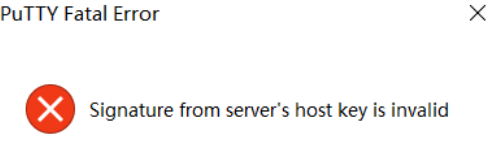 PuTTY Fatal Error
Signature from server's host key is invalid